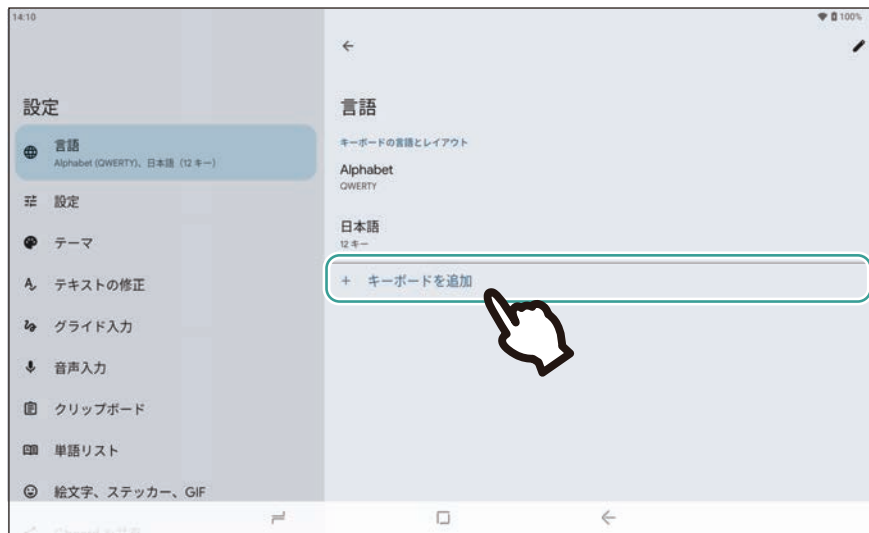 14:10
100%
設定
言語
Alphabet (QWERTY)、日本語（12 キー）
設定
テーマ
テキストの修正
グライド入力
音声入力
クリップボード
単語リスト
絵文字、ステッカー、GIF
言語
キーボードの言語とレイアウト
Alphabet
QWERTY
日本語
12 キー
+ キーボードを追加